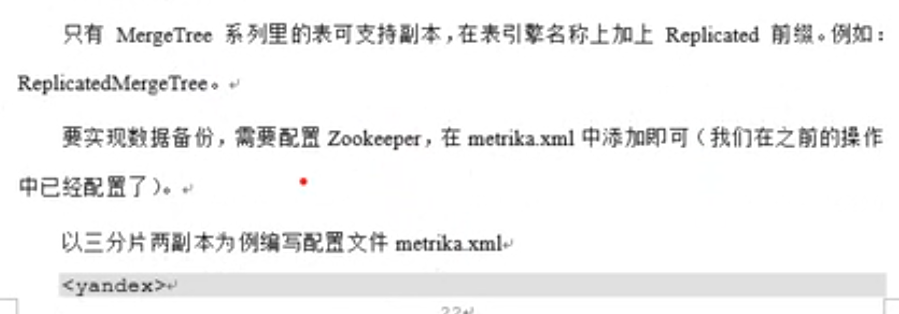 只有 MergeTree 系列里的表可支持副本，在表引擎名称上加上 Replicated 前缀。例如：
ReplicatedMergeTree。
要实现数据备份，需要配置 Zookeeper，在 metrika.xml 中添加即可（我们在之前的操作
中已经配置了）。
以三分片两副本为例编写配置文件 metrika.xml
<yandex>